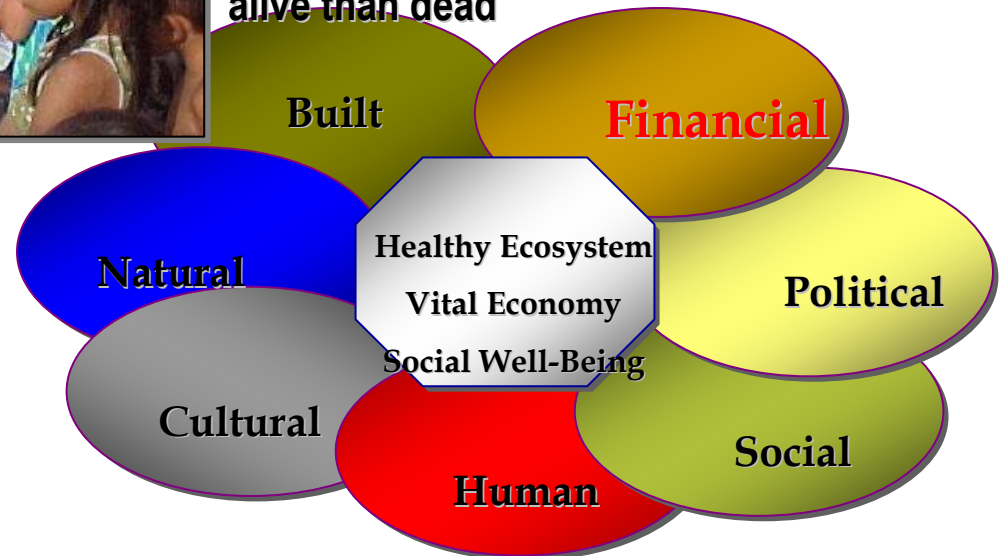 alive than dead
Built
Financial
Natural
Healthy Ecosystem
Vital Economy
Social Well-Being
Political
Cultural
Social
Human